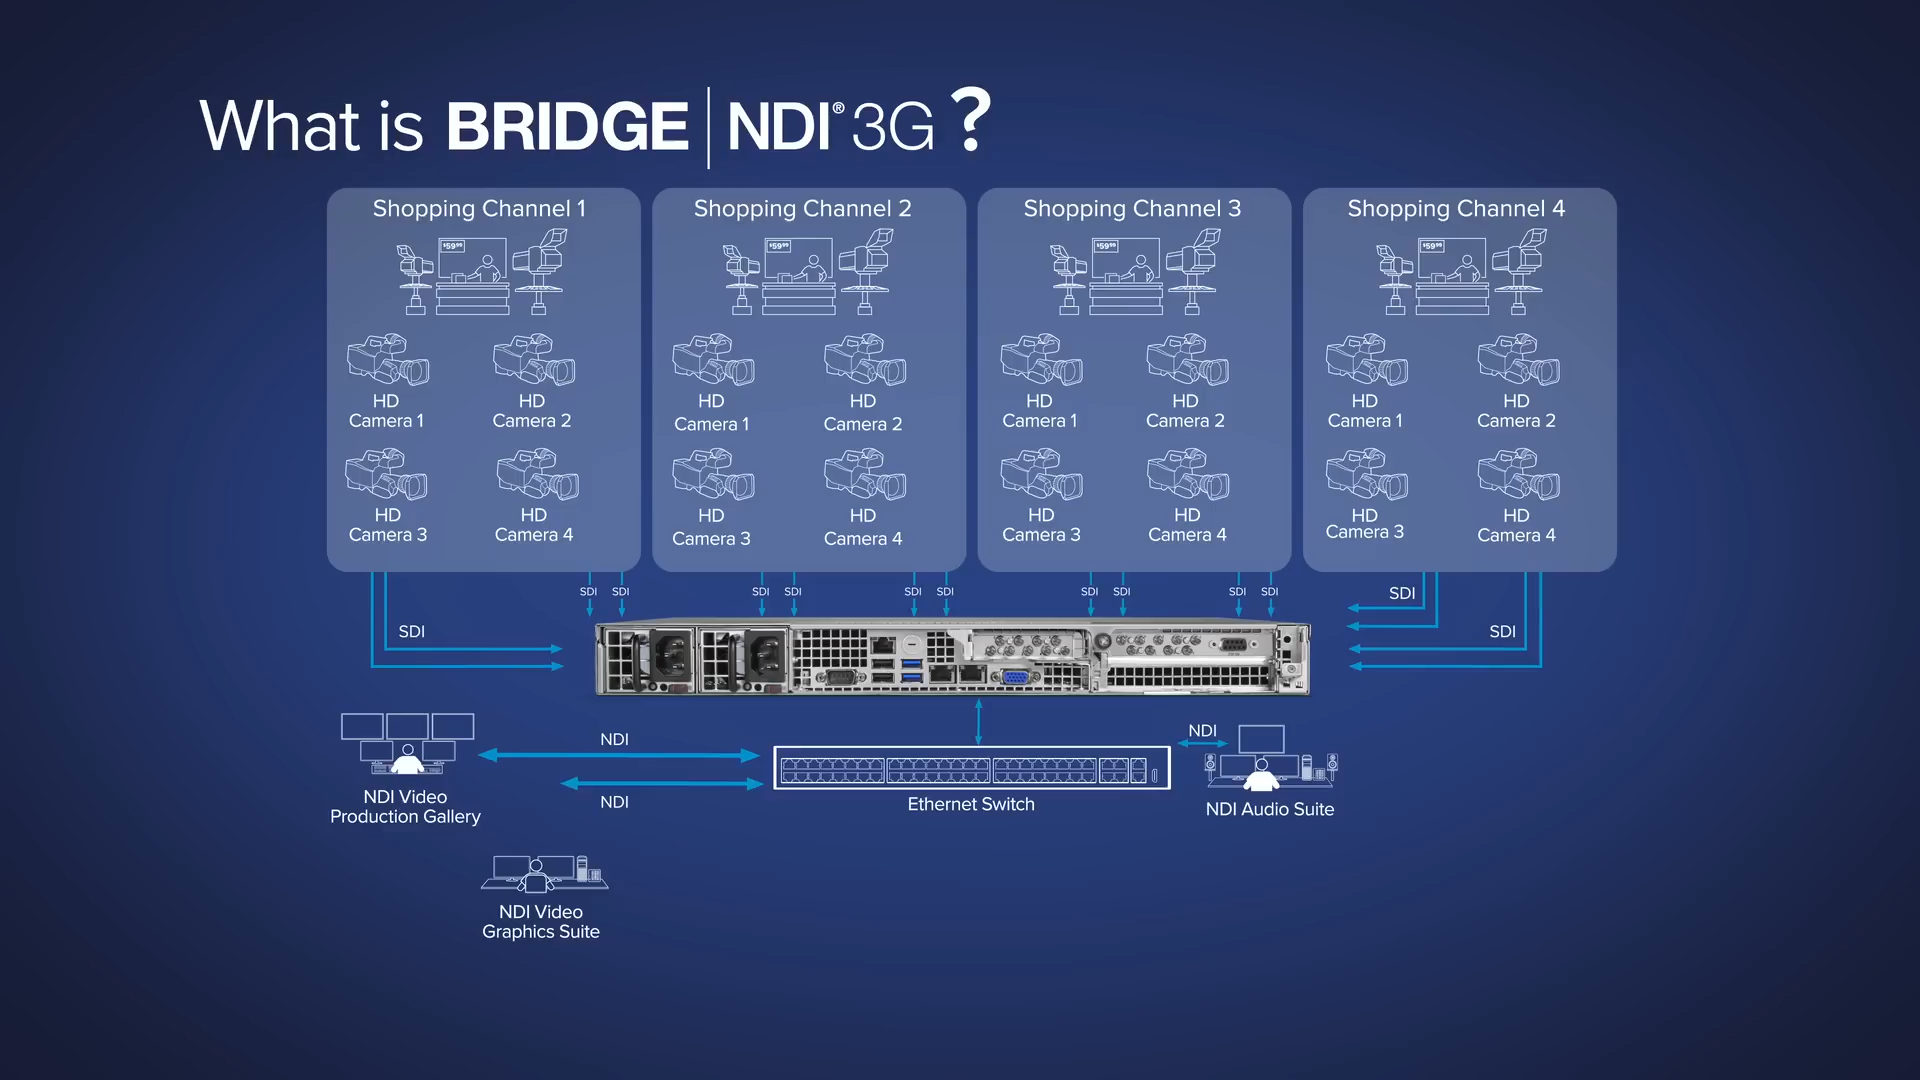 What is BRIDGE | NDI® 3G ?
Shopping Channel 1
Shopping Channel 2
Shopping Channel 3
Shopping Channel 4
$59⁹⁹
$59⁹⁹
$59⁹⁹
$59⁹⁹
HD
Camera 1
HD
Camera 2
HD
Camera 1
HD
Camera 2
HD
Camera 1
HD
Camera 2
HD
Camera 1
HD
Camera 2
HD
Camera 3
HD
Camera 4
HD
Camera 3
HD
Camera 4
HD
Camera 3
HD
Camera 4
HD
Camera 3
HD
Camera 4
SDI
SDI
SDI
SDI
SDI
SDI
SDI
SDI
SDI
SDI
SDI
SDI
SDI
NDI
NDI
NDI
NDI Video
Production Gallery
Ethernet Switch
NDI Audio Suite
NDI Video
Graphics Suite